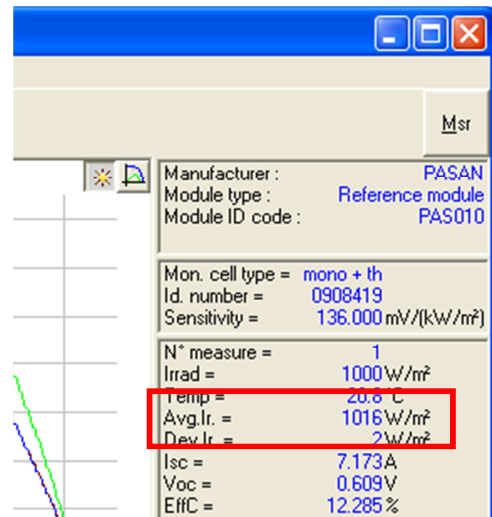 Msr
Manufacturer : PASAN
Module type : Reference module
Module ID code : PAS010
Mon. cell type = mono + th
Id. number = 0908419
Sensitivity = 136.000 mV/(kW/m²)
N° measure = 1
Irrad = 1000 W/m²
Temp = 20.8 °C
Avg.Ir. = 1016 W/m²
Dev.Ir. = 2 W/m²
Isc = 7.173 A
Voc = 0.609 V
EffC = 12.285 %